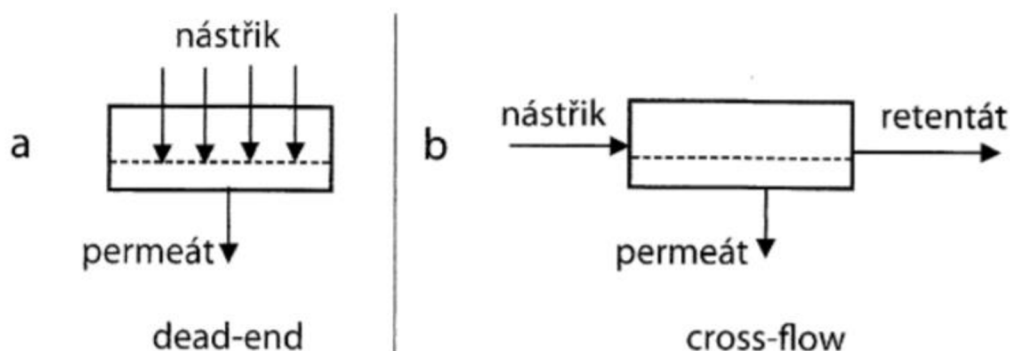 nástřik
a
permeát
dead-end
b
nástřik
retentát
permeát
cross-flow